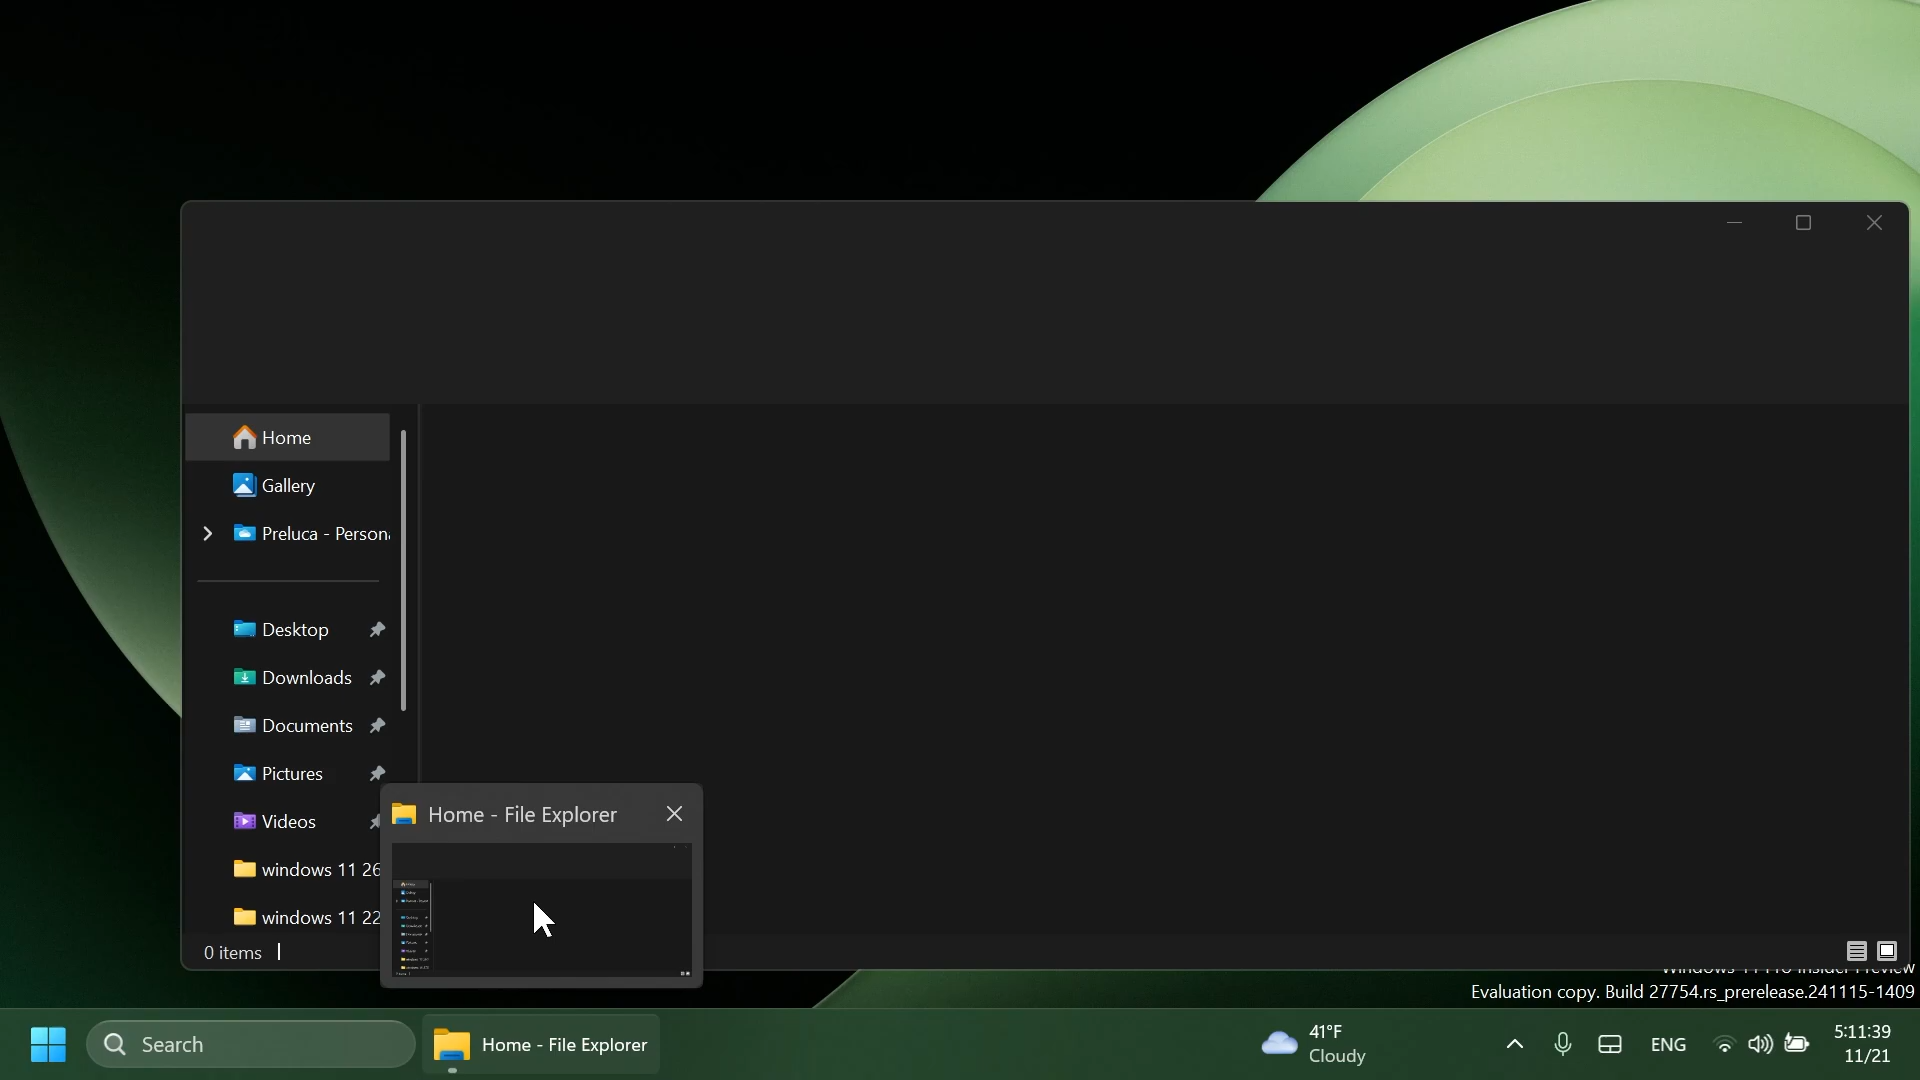 Home
Gallery
Preluca - Persona
Desktop
Downloads
Documents
Pictures
Videos
windows 11 26
windows 11 22
0 items
Home - File Explorer
Evaluation copy. Build 27754.rs_prerelease.241115-1409
Search
Home - File Explorer
41°F
Cloudy
ENG
5:11:39
11/21